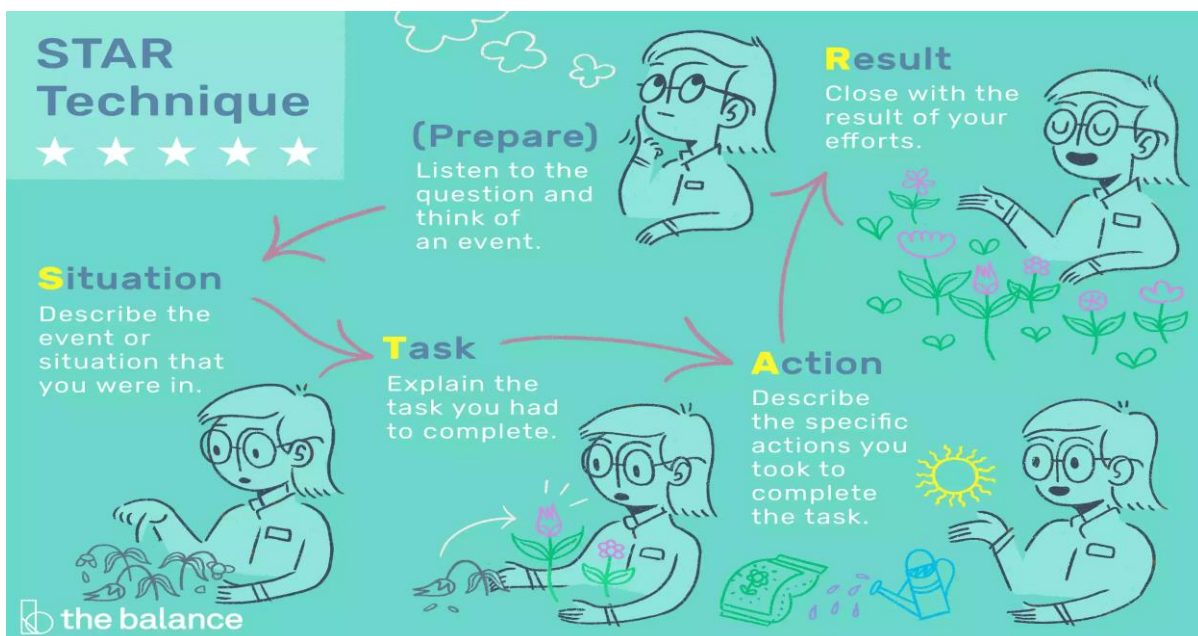 STAR
Technique
(Prepare)
Listen to the
question and
think of
an event.
Situation
Describe the
event or
situation that
you were in.
Task
Explain the
task you had
to complete.
Action
Describe
the specific
actions you
took to
complete
the task.
Result
Close with the
result of your
efforts.
the balance